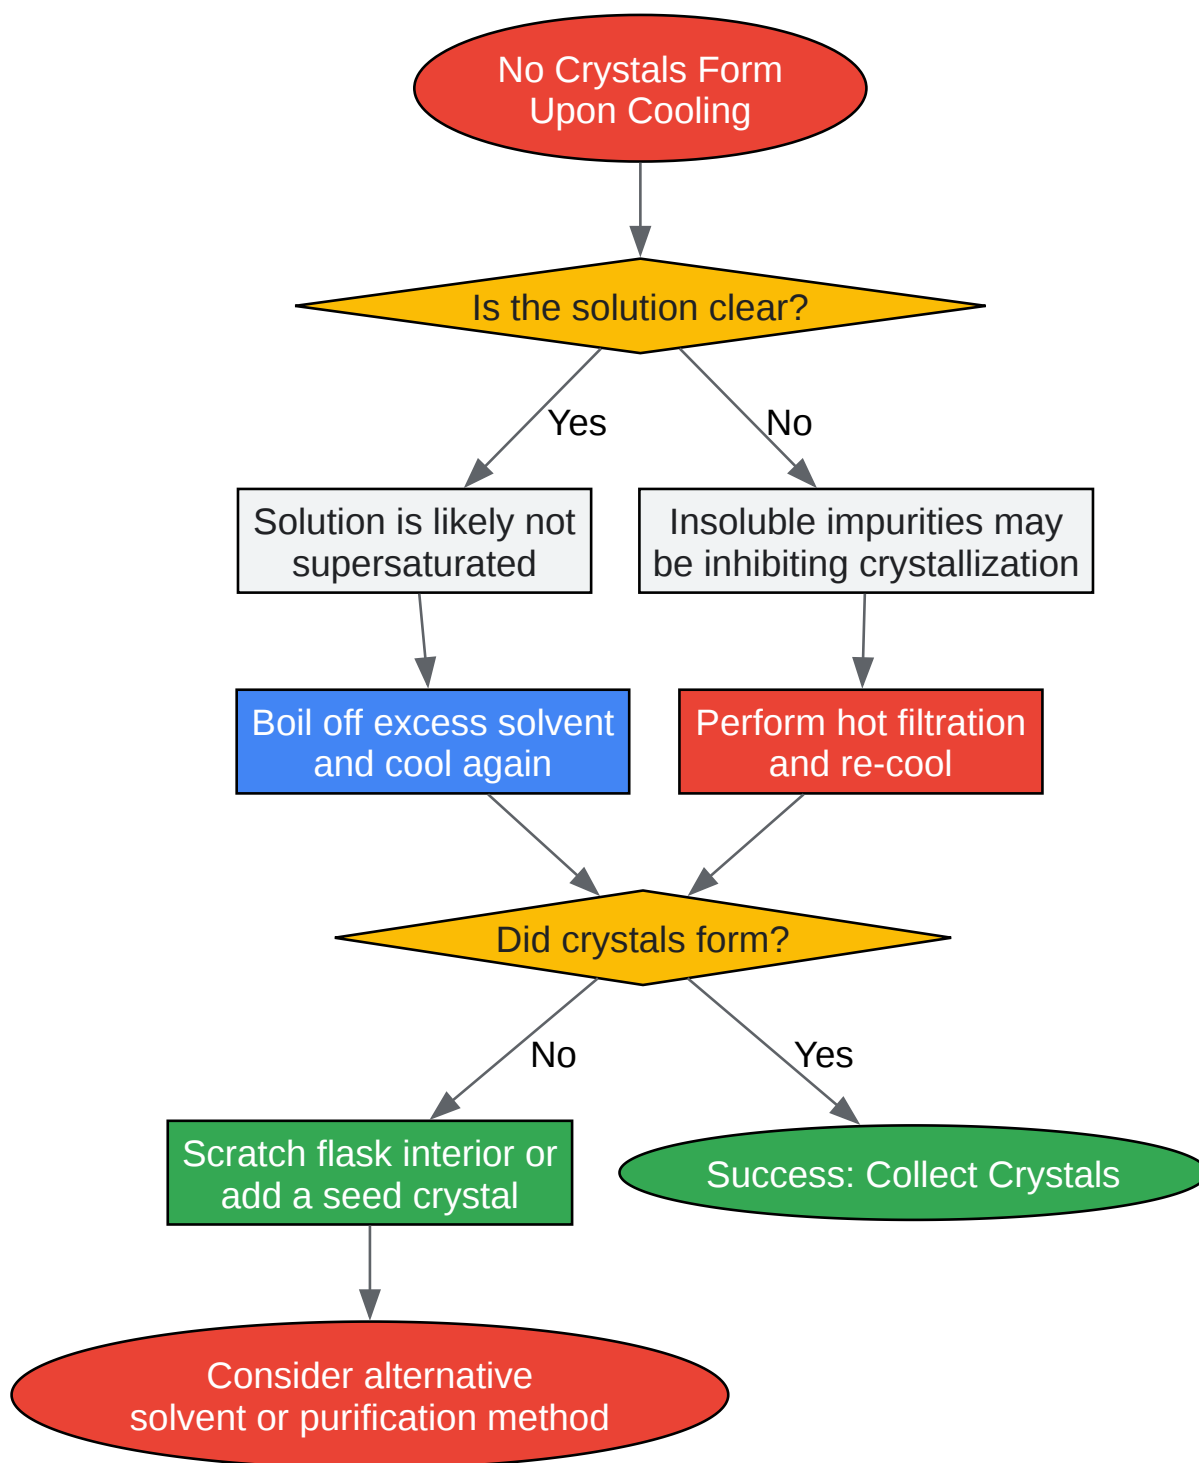 No Crystals Form
Upon Cooling
Is the solution clear?
Yes
No
Solution is likely not
supersaturated
Insoluble impurities may
be inhibiting crystallization
Boil off excess solvent
and cool again
Perform hot filtration
and re-cool
Did crystals form?
No
Yes
Scratch flask interior or
add a seed crystal
Success: Collect Crystals
Consider alternative
solvent or purification method